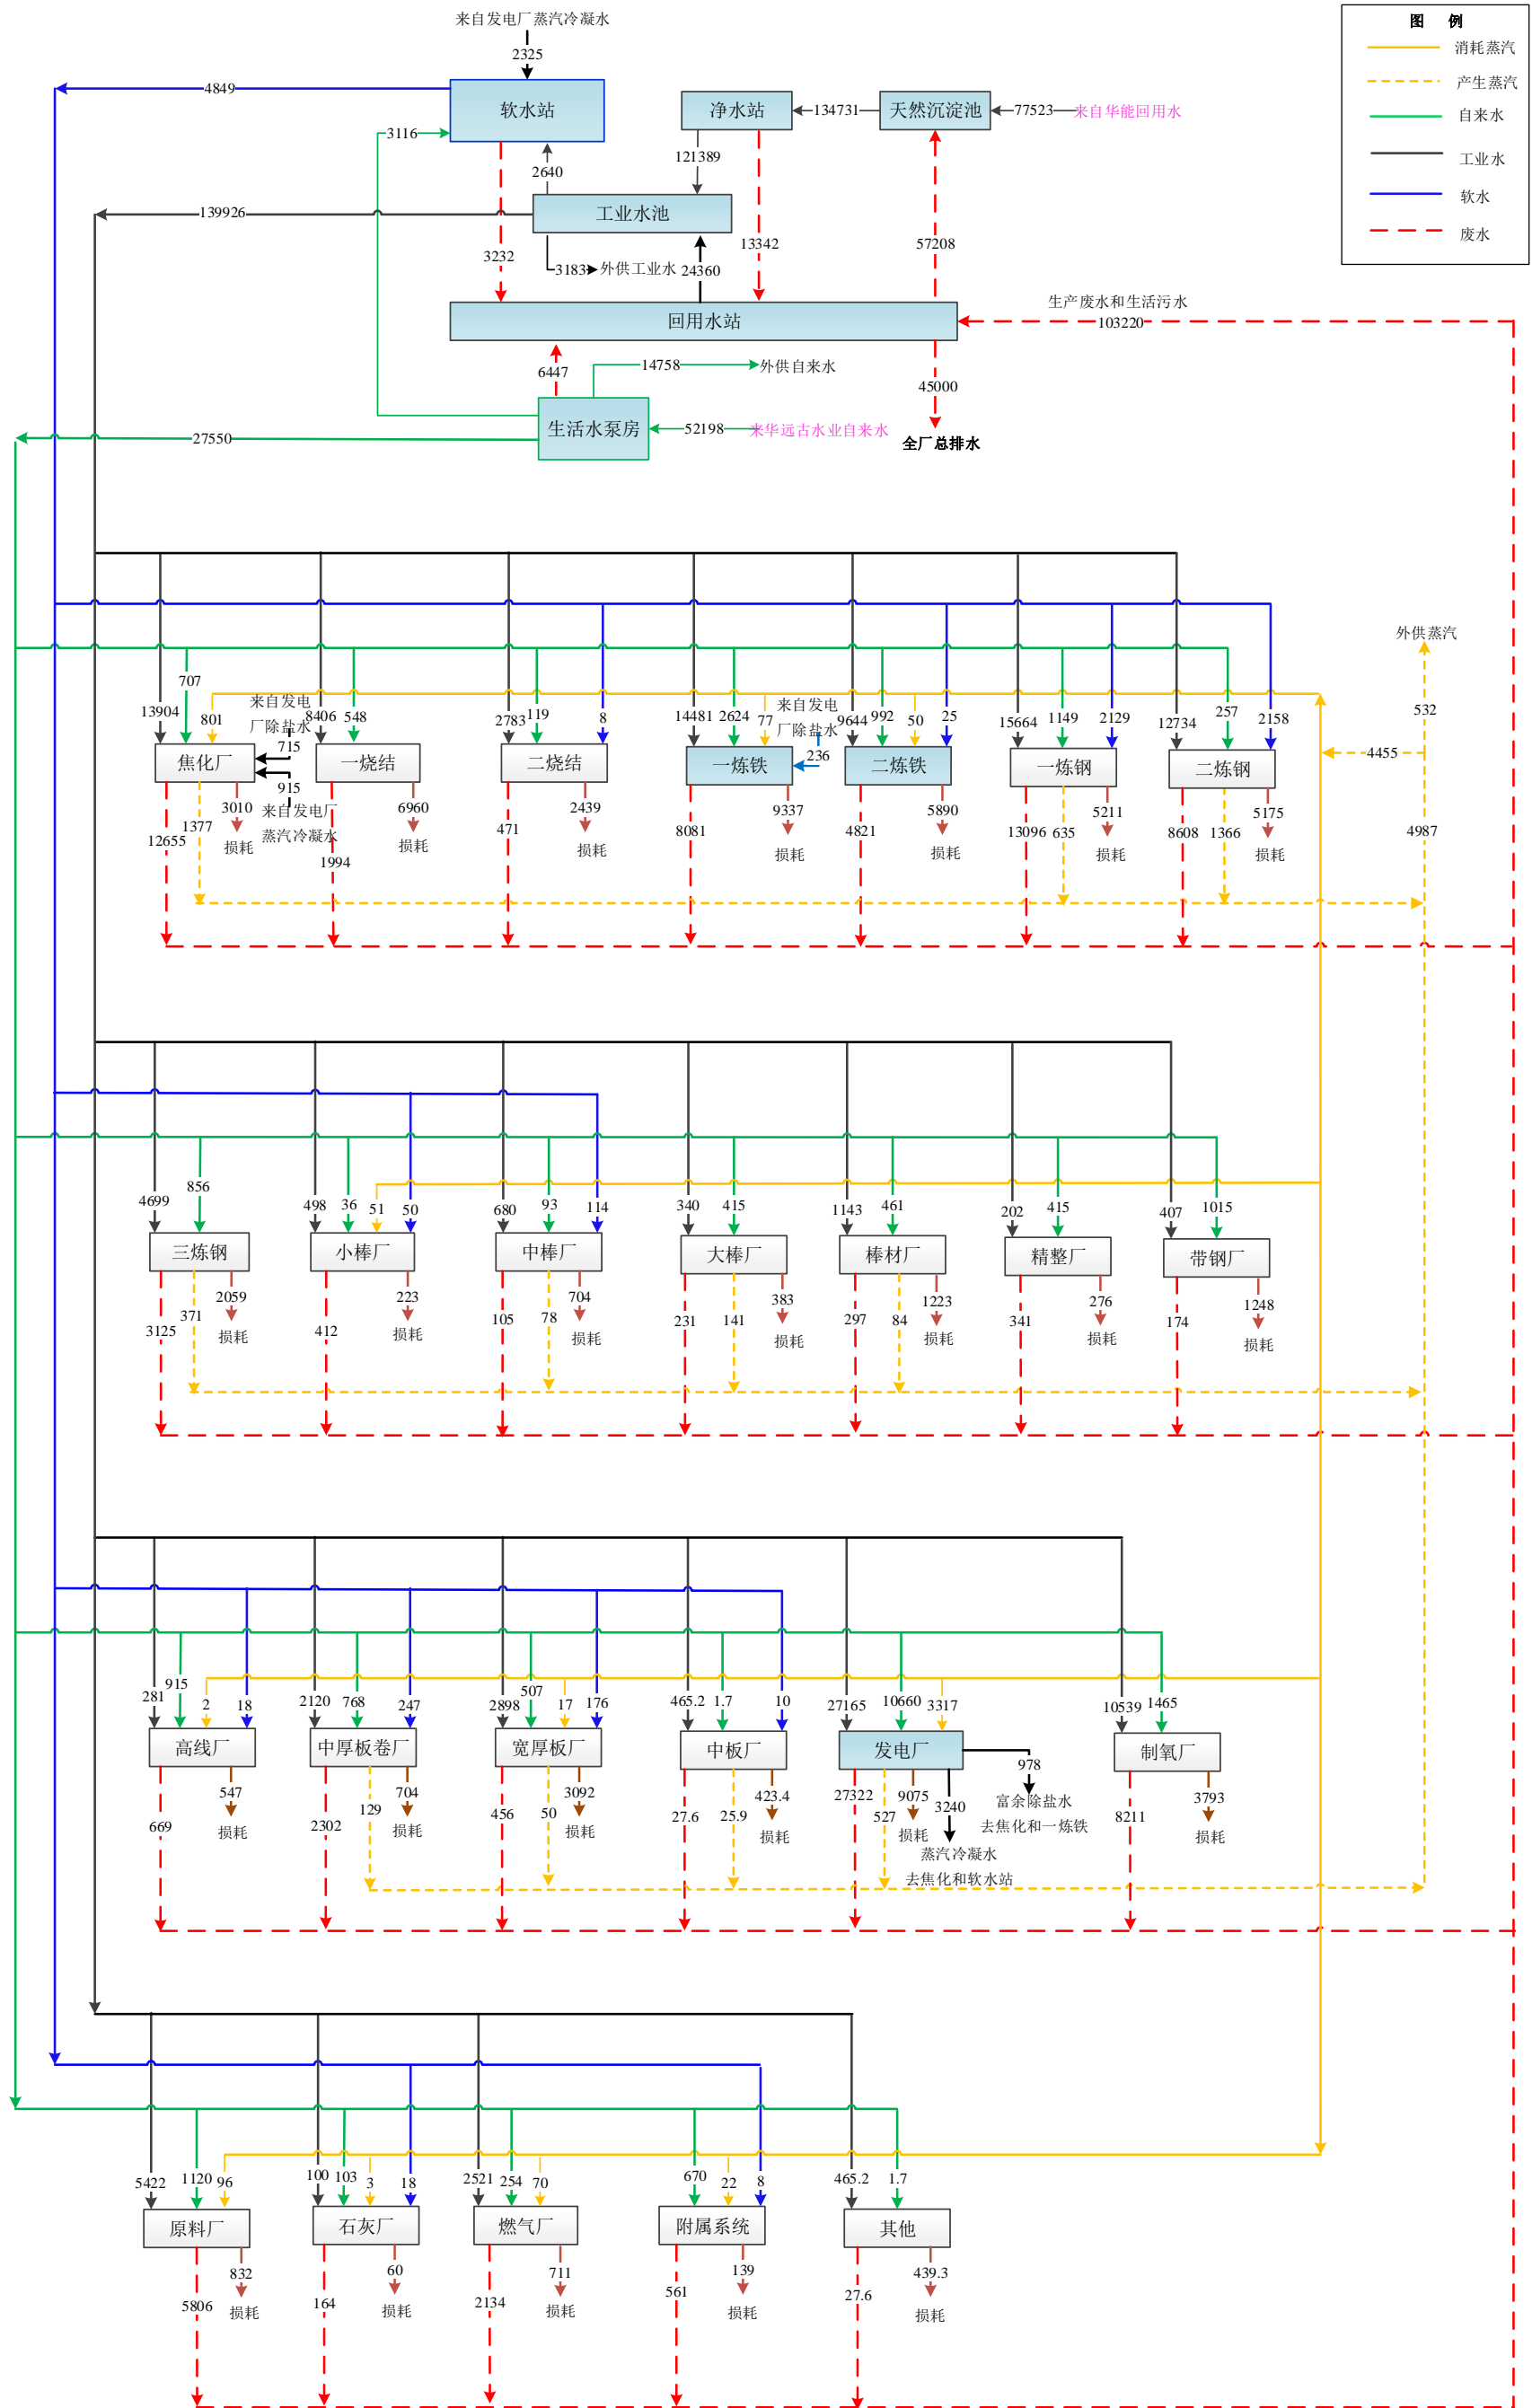 来自发电厂蒸汽冷凝水
2325
图 例
消耗蒸汽
产生蒸汽
自来水
工业水
软水
废水
4849
软水站
净水站
134731
天然沉淀池
77523
来自华能回用水
3116
2640
121389
139926
工业水池
3232
13342
57208
3183
外供工业水
24360
生产废水和生活污水
103220
回用水站
6447
14758
外供自来水
45000
27550
生活水泵房
52198
来华远古水业自来水
全厂总排水
外供蒸汽
532
4455
4987
707
13904
801
来自发电
厂除盐水
715
915
来自发电厂
蒸汽冷凝水
8406
548
2783
119
8
14481
2624
77
来自发电
厂除盐水
236
9644
992
50
25
15664
1149
2129
12734
257
2158
焦化厂
一烧结
二烧结
一炼铁
二炼铁
一炼钢
二炼钢
12655
1377
3010
损耗
1994
6960
损耗
471
2439
损耗
8081
9337
损耗
4821
5890
损耗
13096
635
5211
损耗
8608
1366
5175
损耗
4699
856
498
36
51
50
680
93
114
340
415
1143
461
202
415
407
1015
三炼钢
小棒厂
中棒厂
大棒厂
棒材厂
精整厂
带钢厂
3125
371
2059
损耗
412
223
损耗
105
78
704
损耗
231
141
383
损耗
297
84
1223
损耗
341
276
损耗
174
1248
损耗
281
915
2
18
2120
768
247
2898
507
17
176
465.2
1.7
10
27165
10660
3317
10539
1465
高线厂
中厚板卷厂
宽厚板厂
中板厂
发电厂
制氧厂
669
547
损耗
2302
129
704
损耗
456
50
3092
损耗
27.6
25.9
423.4
损耗
27322
527
9075
损耗
3240
蒸汽冷凝水
去焦化和软水站
978
富余除盐水
去焦化和一炼铁
8211
3793
损耗
5422
1120
96
100
103
3
18
2521
254
70
670
22
8
465.2
1.7
原料厂
石灰厂
燃气厂
附属系统
其他
5806
832
损耗
164
60
损耗
2134
711
损耗
561
139
损耗
27.6
439.3
损耗